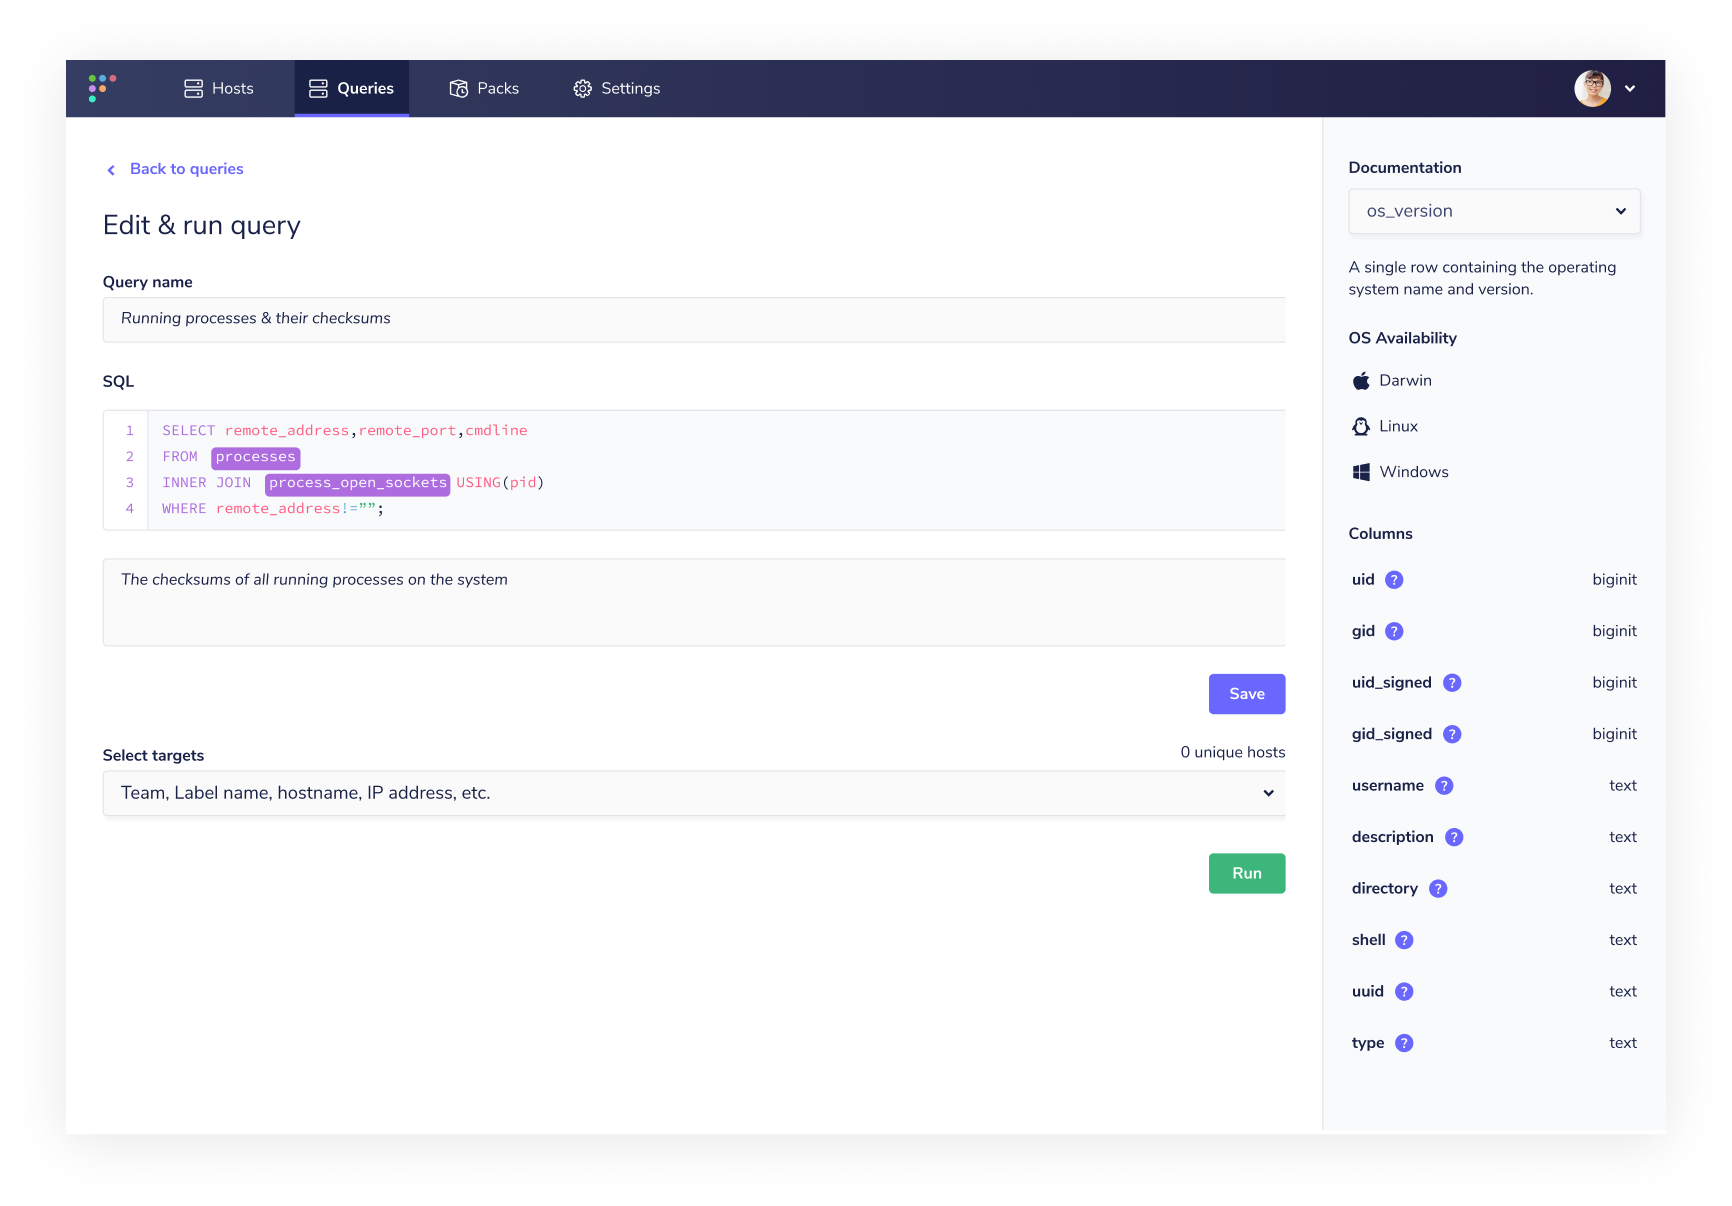 Hosts
Queries
Packs
Settings
Back to queries
Edit & run query
Query name
Running processes & their checksums
SQL
1 SELECT remote_address,remote_port,cmdline
2 FROM processes
3 INNER JOIN process_open_sockets USING(pid)
4 WHERE remote_address!=””;
The checksums of all running processes on the system
Save
Select targets
0 unique hosts
Team, Label name, hostname, IP address, etc.
Run
Documentation
os_version
A single row containing the operating
system name and version.
OS Availability
Darwin
Linux
Windows
Columns
uid ? biginit
gid ? biginit
uid_signed ? biginit
gid_signed ? biginit
username ? text
description ? text
directory ? text
shell ? text
uuid ? text
type ? text